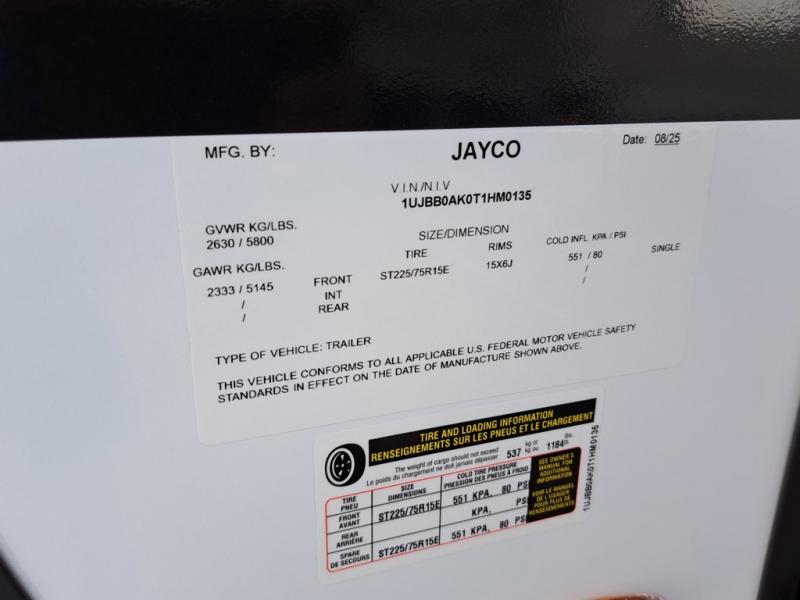 MFG. BY: JAYCO Date: 08/25
V.I.N./N.I.V
1UJBB0AK0T1HM0135
GVWR KG/LBS.
2630 / 5800
SIZE/DIMENSION
TIRE RIMS COLD INFL. KPA / PSI
GAWR KG/LBS.
2333 / 5145 FRONT ST225/75R15E 15X6J 551 / 80 SINGLE
/ INT /
/ REAR /
TYPE OF VEHICLE: TRAILER
THIS VEHICLE CONFORMS TO ALL APPLICABLE U.S. FEDERAL MOTOR VEHICLE SAFETY
STANDARDS IN EFFECT ON THE DATE OF MANUFACTURE SHOWN ABOVE.
TIRE AND LOADING INFORMATION
RENSEIGNEMENTS SUR LES PNEUS ET LE CHARGEMENT
The weight of cargo should not exceed 537 kg or 1184 lbs.
Le poids du chargement ne doit jamais dépasser kg ou lb.
TIRE SIZE COLD TIRE PRESSURE
PNEU DIMENSIONS PRESSION DES PNEUS À FROID
FRONT
AVANT ST225/75R15E 551 KPA, 80 PSI
REAR
ARRIÈRE KPA, PSI
SPARE
DE SECOURS ST225/75R15E 551 KPA, 80 PSI
SEE OWNER'S
MANUAL FOR
ADDITIONAL
INFORMATION
VOIR LE MANUEL
DE L'USAGER
POUR PLUS DE
RENSEIGNEMENTS
1UJBB0AK0T1HM0135